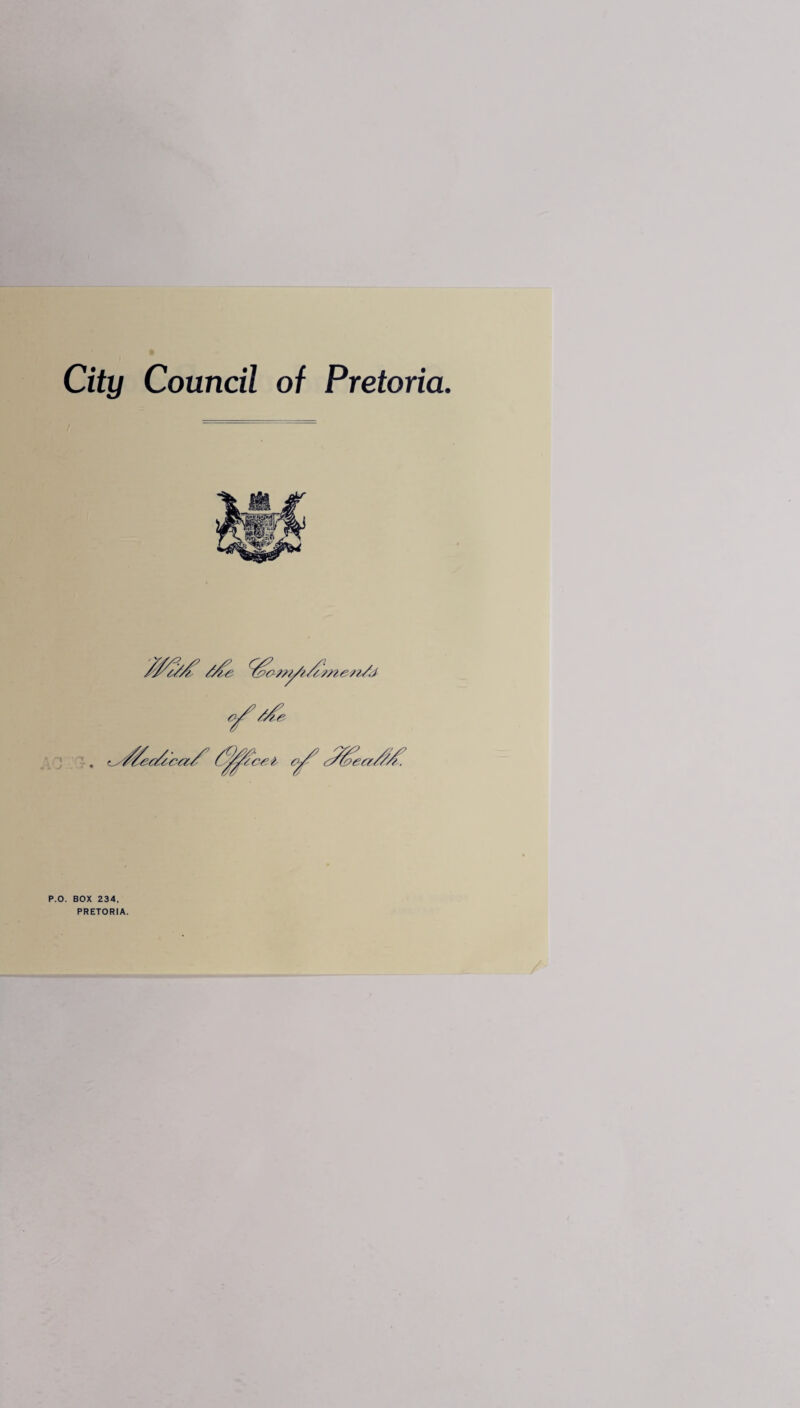 City Council of Pretoria.
With the Compliments
of the
Medical Officer of Health.
P.O. BOX 234,
PRETORIA.